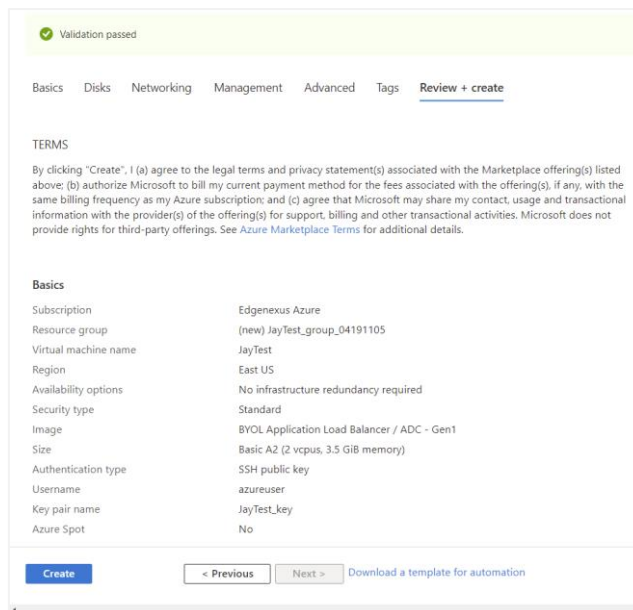 Validation passed
Basics Disks Networking Management Advanced Tags Review + create
TERMS
By clicking "Create", I (a) agree to the legal terms and privacy statement(s) associated with the Marketplace offering(s) listed
above; (b) authorize Microsoft to bill my current payment method for the fees associated with the offering(s), if any, with the
same billing frequency as my Azure subscription; and (c) agree that Microsoft may share my contact, usage and transactional
information with the provider(s) of the offering(s) for support, billing and other transactional activities. Microsoft does not
provide rights for third-party offerings. See Azure Marketplace Terms for additional details.
Basics
Subscription Edgenexus Azure
Resource group (new) JayTest_group_04191105
Virtual machine name JayTest
Region East US
Availability options No infrastructure redundancy required
Security type Standard
Image BYOL Application Load Balancer / ADC - Gen1
Size Basic A2 (2 vcpus, 3.5 GiB memory)
Authentication type SSH public key
Username azureuser
Key pair name JayTest_key
Azure Spot No
Create < Previous Next > Download a template for automation